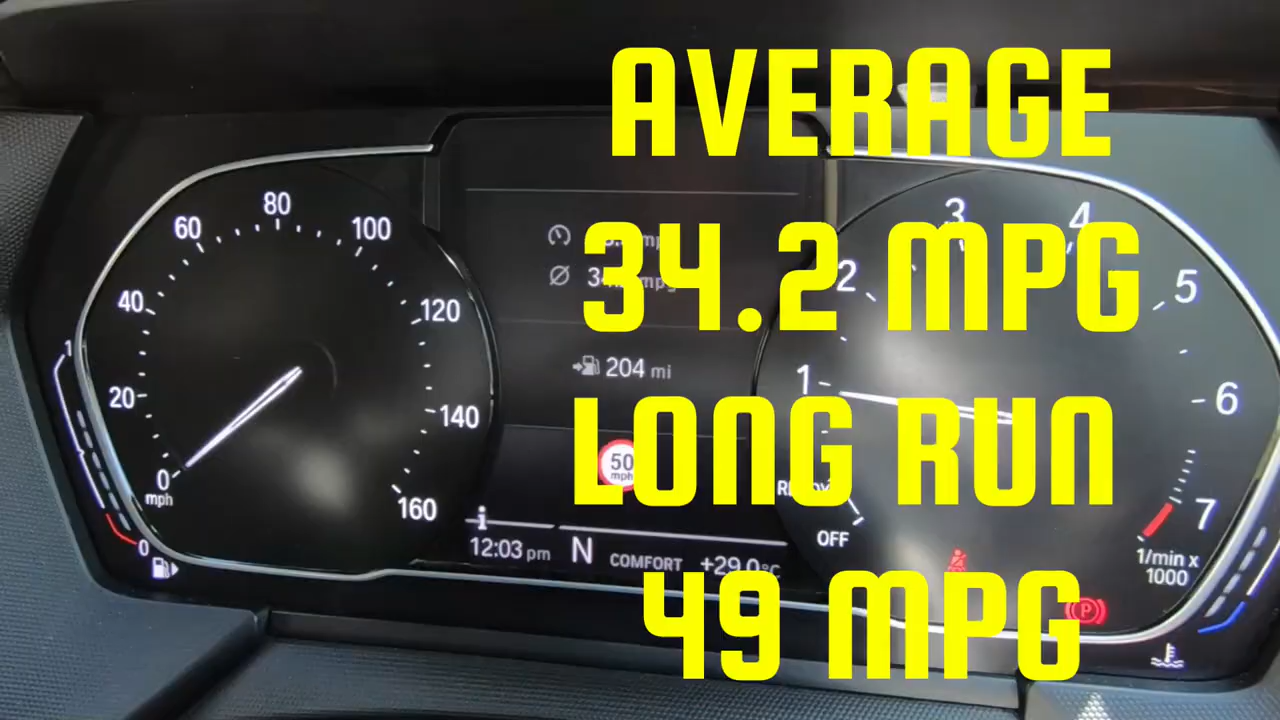 AVERAGE
34.2 MPG
LONG RUN
49 MPG
60
80
100
40
120
20
140
0
mph
160
1
0
204 mi
50
mph
12:03 pm
N
COMFORT
+29.0°C
1
2
3
4
5
6
7
OFF
1/min x
1000
P